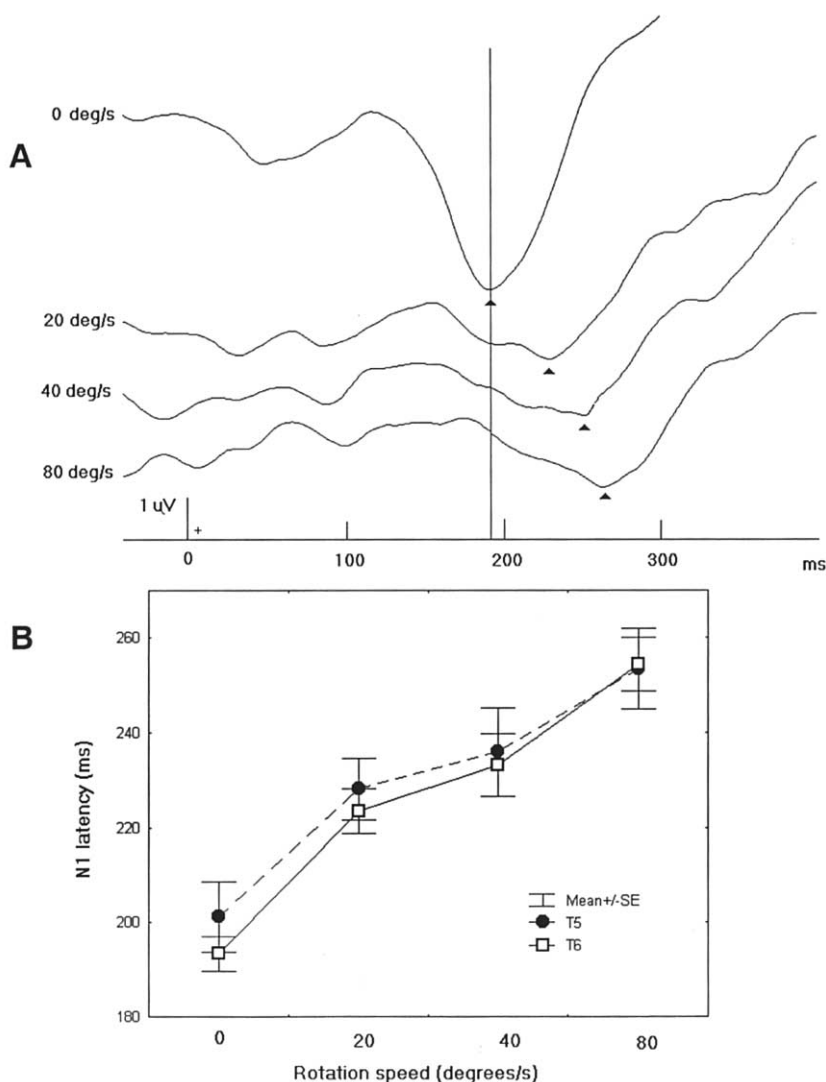 0 deg/s
A
20 deg/s
40 deg/s
80 deg/s
1 uV
+
0 100 200 300 ms
B
260
240
220
200
180
N1 latency (ms)
Mean+/-SE
T5
T6
0 20 40 80
Rotation speed (degrees/s)